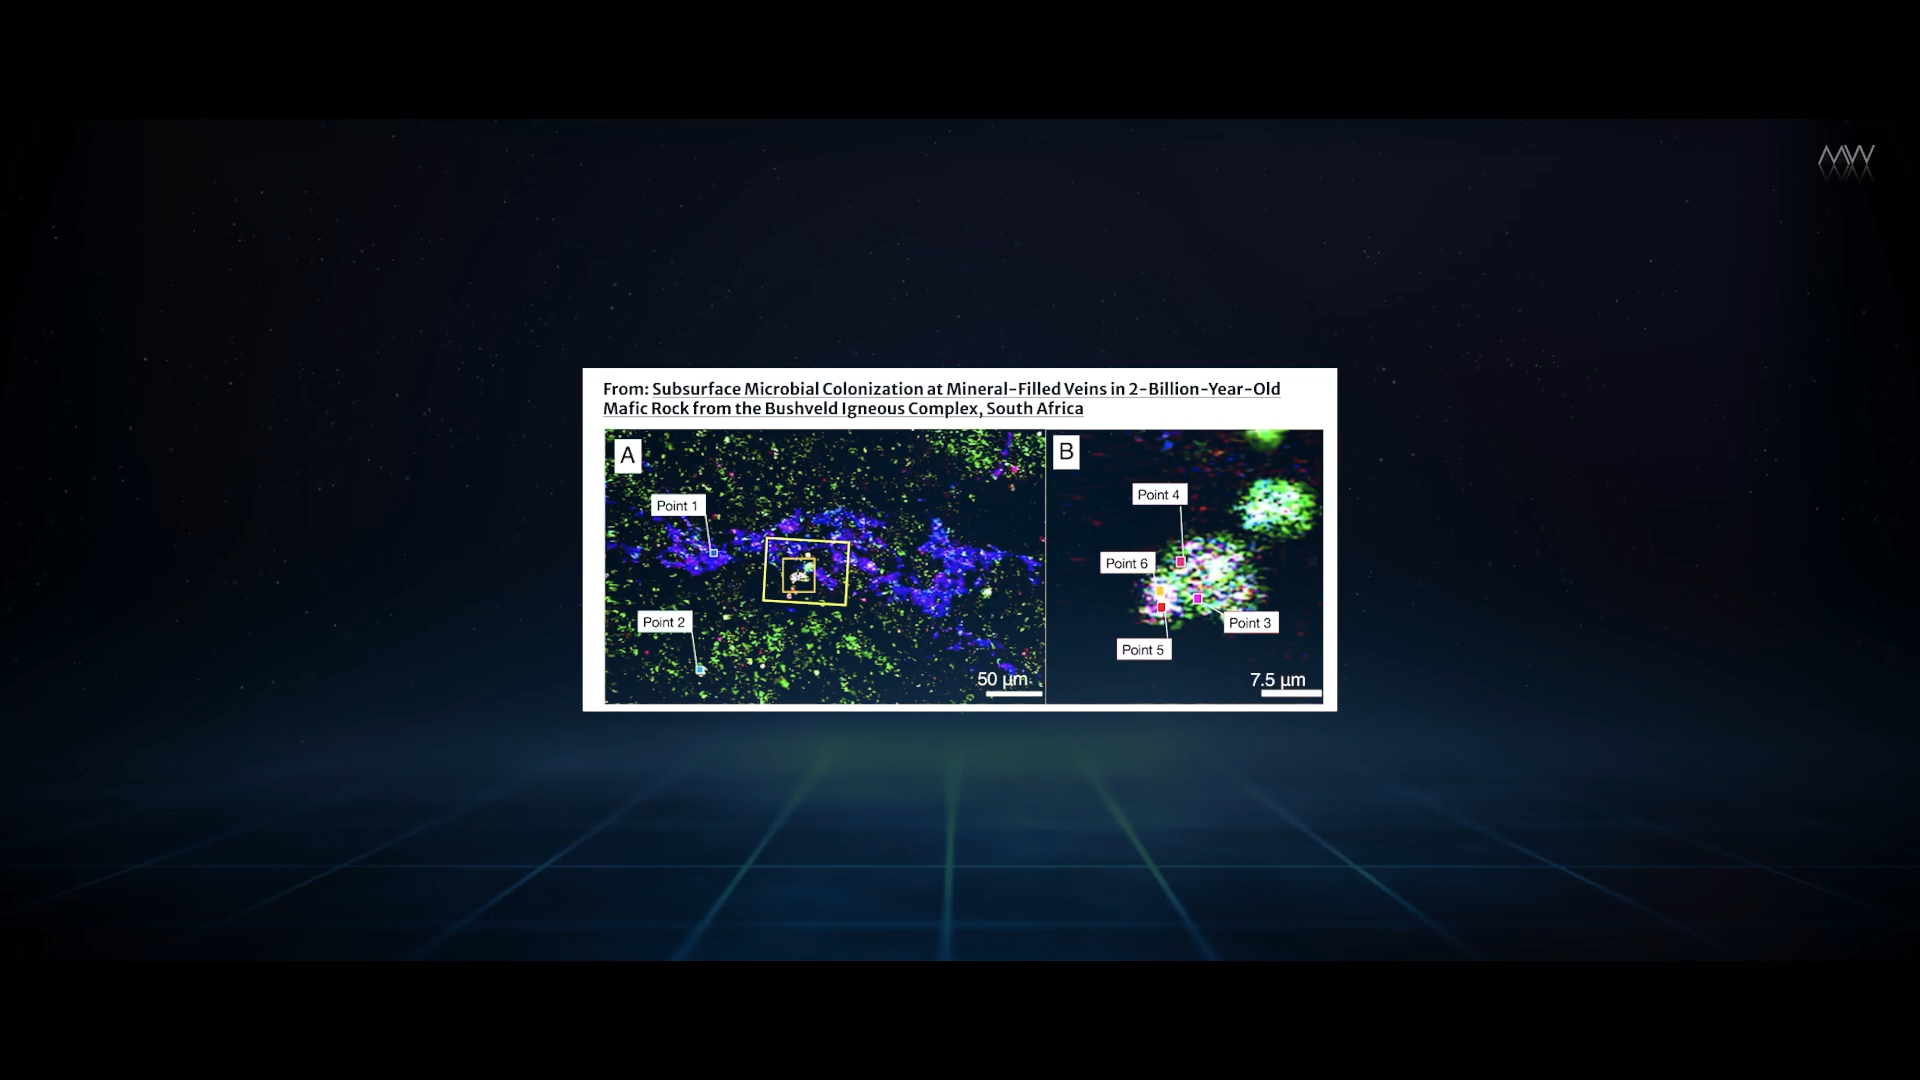 MW
From: Subsurface Microbial Colonization at Mineral-Filled Veins in 2-Billion-Year-Old
Mafic Rock from the Bushveld Igneous Complex, South Africa
A
Point 1
Point 2
50 µm
B
Point 4
Point 6
Point 3
Point 5
7.5 µm